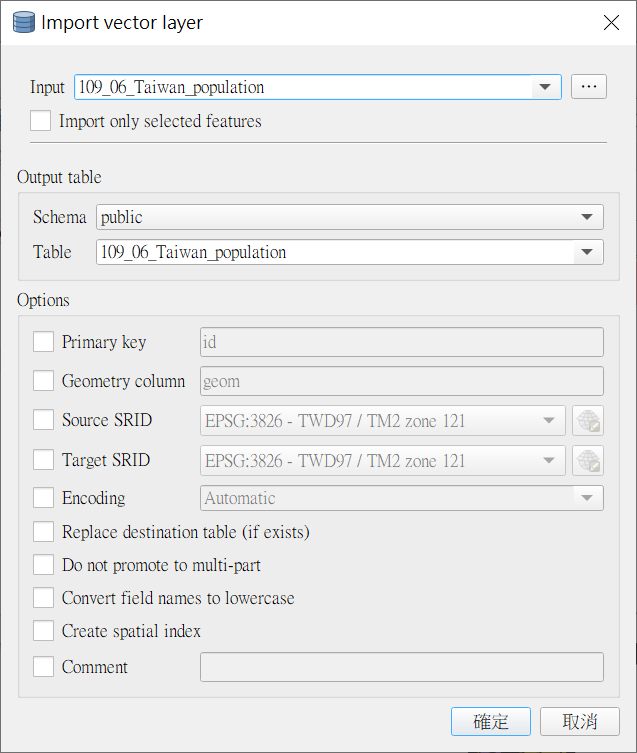 Import vector layer
Input 109_06_Taiwan_population ...
Import only selected features
Output table
Schema public
Table 109_06_Taiwan_population
Options
Primary key id
Geometry column geom
Source SRID EPSG:3826 - TWD97 / TM2 zone 121
Target SRID EPSG:3826 - TWD97 / TM2 zone 121
Encoding Automatic
Replace destination table (if exists)
Do not promote to multi-part
Convert field names to lowercase
Create spatial index
Comment
確定 取消